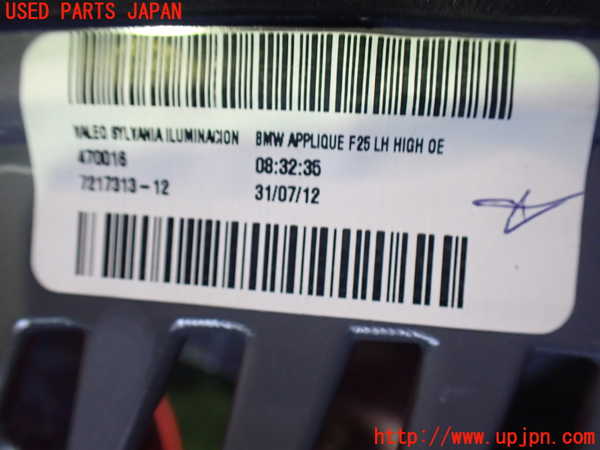 USED PARTS JAPAN
VALEO SYLVANIA ILUMINACION BMW APPLIQUE F25 LH HIGH OE
470016 08:32:35
7217313-12 31/07/12
http://www.upjpn.com/